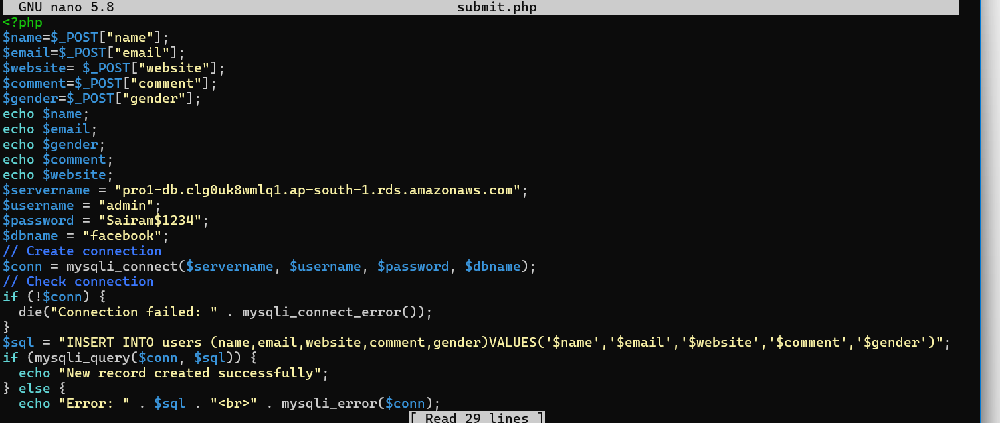 GNU nano 5.8 submit.php
<?php
$name=$_POST["name"];
$email=$_POST["email"];
$website= $_POST["website"];
$comment=$_POST["comment"];
$gender=$_POST["gender"];
echo $name;
echo $email;
echo $gender;
echo $comment;
echo $website;
$servername = "pro1-db.clg0uk8wmlq1.ap-south-1.rds.amazonaws.com";
$username = "admin";
$password = "Sairam$1234";
$dbname = "facebook";
// Create connection
$conn = mysqli_connect($servername, $username, $password, $dbname);
// Check connection
if (!$conn) {
  die("Connection failed: " . mysqli_connect_error());
}
$sql = "INSERT INTO users (name,email,website,comment,gender)VALUES('$name','$email','$website','$comment','$gender')";
if (mysqli_query($conn, $sql)) {
  echo "New record created successfully";
} else {
  echo "Error: " . $sql . "<br>" . mysqli_error($conn);
[ Read 29 lines ]